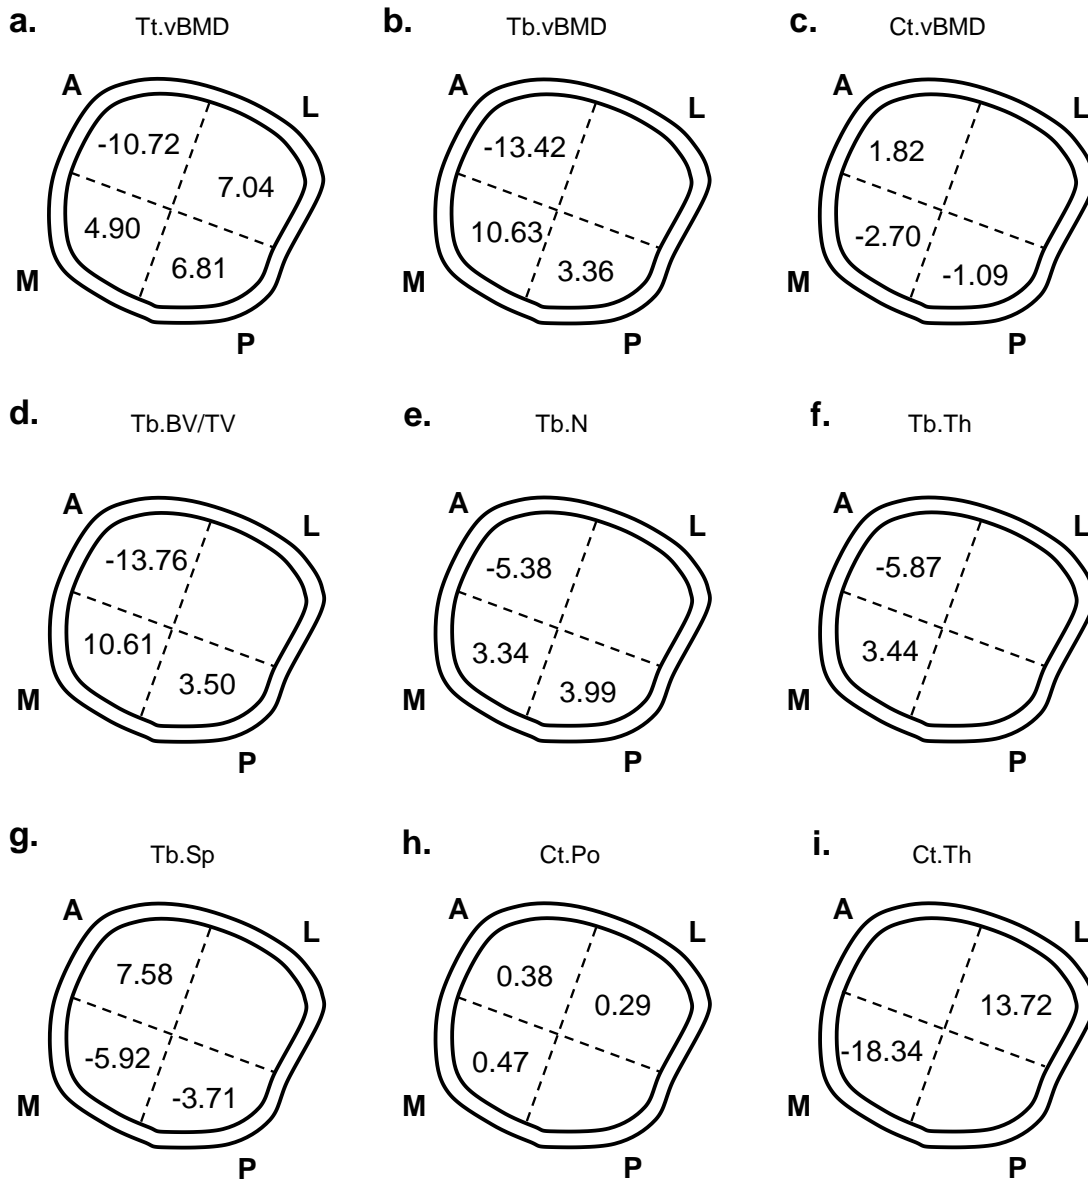 a. Tt.vBMD
b. Tb.vBMD
c. Ct.vBMD
A
L
-10.72
7.04
4.90
6.81
M
P
A
L
-13.42
10.63
3.36
M
P
A
L
1.82
-2.70
-1.09
M
P
d. Tb.BV/TV
e. Tb.N
f. Tb.Th
A
L
-13.76
10.61
3.50
M
P
A
L
-5.38
3.34
3.99
M
P
A
L
-5.87
3.44
M
P
g. Tb.Sp
h. Ct.Po
i. Ct.Th
A
L
7.58
-5.92
-3.71
M
P
A
L
0.38
0.29
0.47
M
P
A
L
13.72
-18.34
M
P